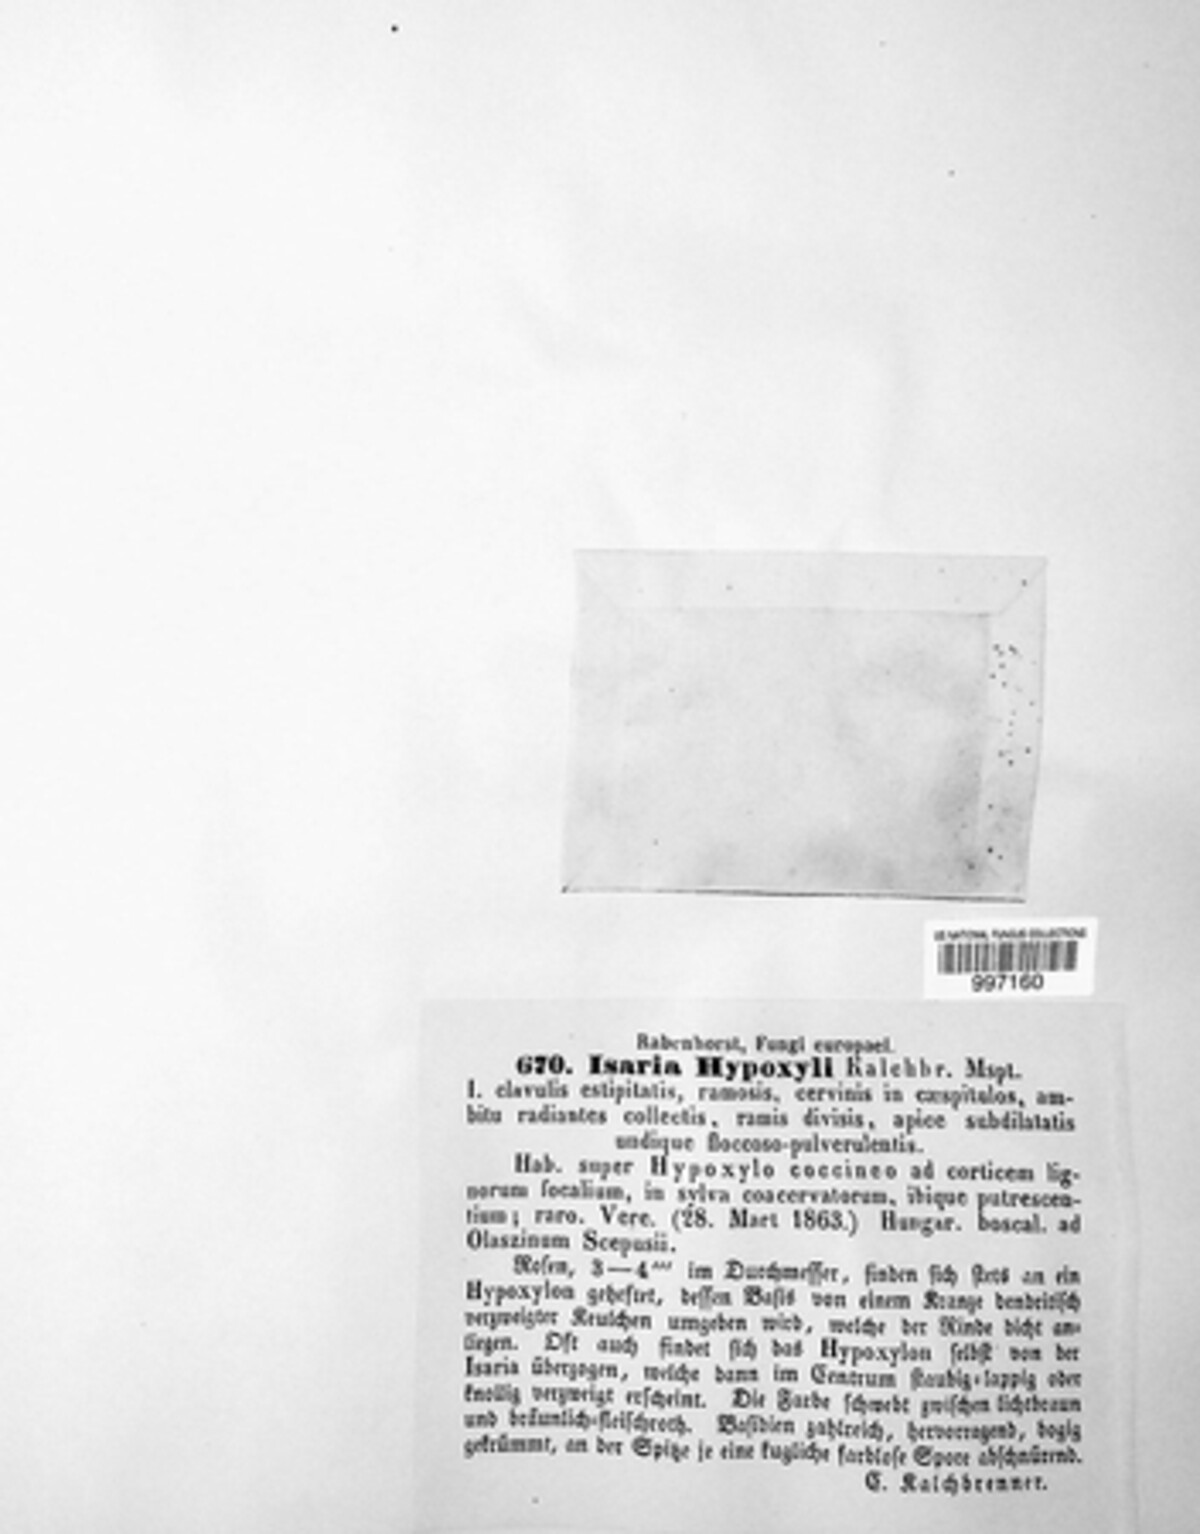 US NATIONAL FUNGUS COLLECTIONS
997160
Rabenhorst, Fungi europaei.
670. Isaria Hypoxyli Kalchbr. Mspt.
I. clavulis estipitatis, ramosis, cervinis in cæspitulos, am-
bitu radiantes collectis, ramis divisis, apice subdilatatis
undique floccoso-pulverulentis.
Hab. super Hypoxylo coccineo ad corticem lig-
norum focalium, in sylva coacervatorum, ibique putrescen-
tium; raro. Vere. (28. Mart 1863.) Hungar. boscal. ad
Olaszinum Scepusii.
Rosen, 3—4''' im Durchmesser, finden sich stets an ein
Hypoxylon geheftet, dessen Basis von einem Kranze dendritisch
verzweigter Keulchen umgeben wird, welche der Rinde dicht an-
liegen. Oft auch findet sich das Hypoxylon selbst von der
Isaria überzogen, welche dann im Centrum staubig-lappig oder
knollig verzweigt erscheint. Die Farbe schwebt zwischen lichtbraun
und bräunlich-fleischroth. Basidien zahlreich, hervorragend, bogig
gekrümmt, an der Spitze je eine kugliche farblose Spore abschnürend.
C. Kalchbrenner.